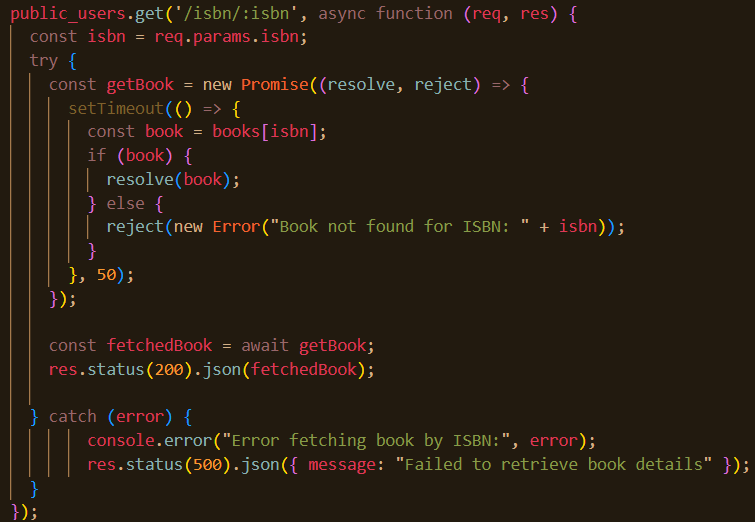 public_users.get('/isbn/:isbn', async function (req, res) {
  const isbn = req.params.isbn;
  try {
    const getBook = new Promise((resolve, reject) => {
      setTimeout(() => {
        const book = books[isbn];
        if (book) {
          resolve(book);
        } else {
          reject(new Error("Book not found for ISBN: " + isbn));
        }
      }, 50);
    });

    const fetchedBook = await getBook;
    res.status(200).json(fetchedBook);

  } catch (error) {
        console.error("Error fetching book by ISBN:", error);
        res.status(500).json({ message: "Failed to retrieve book details" });
  }
});